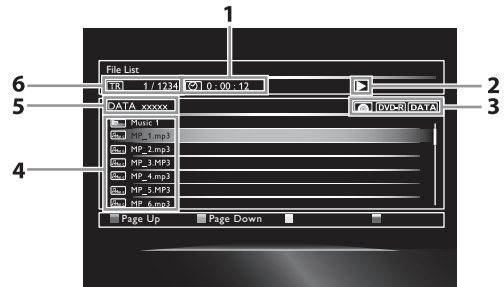 1
File List
6 TR 1 / 1234 0 : 00 : 12 2
5 DATA xxxxx DVD-R DATA 3
Music 1
MP_1.mp3
MP_2.mp3
MP_3.MP3
4 MP_4.mp3
MP_5.MP3
MP_6.mp3
Page Up Page Down